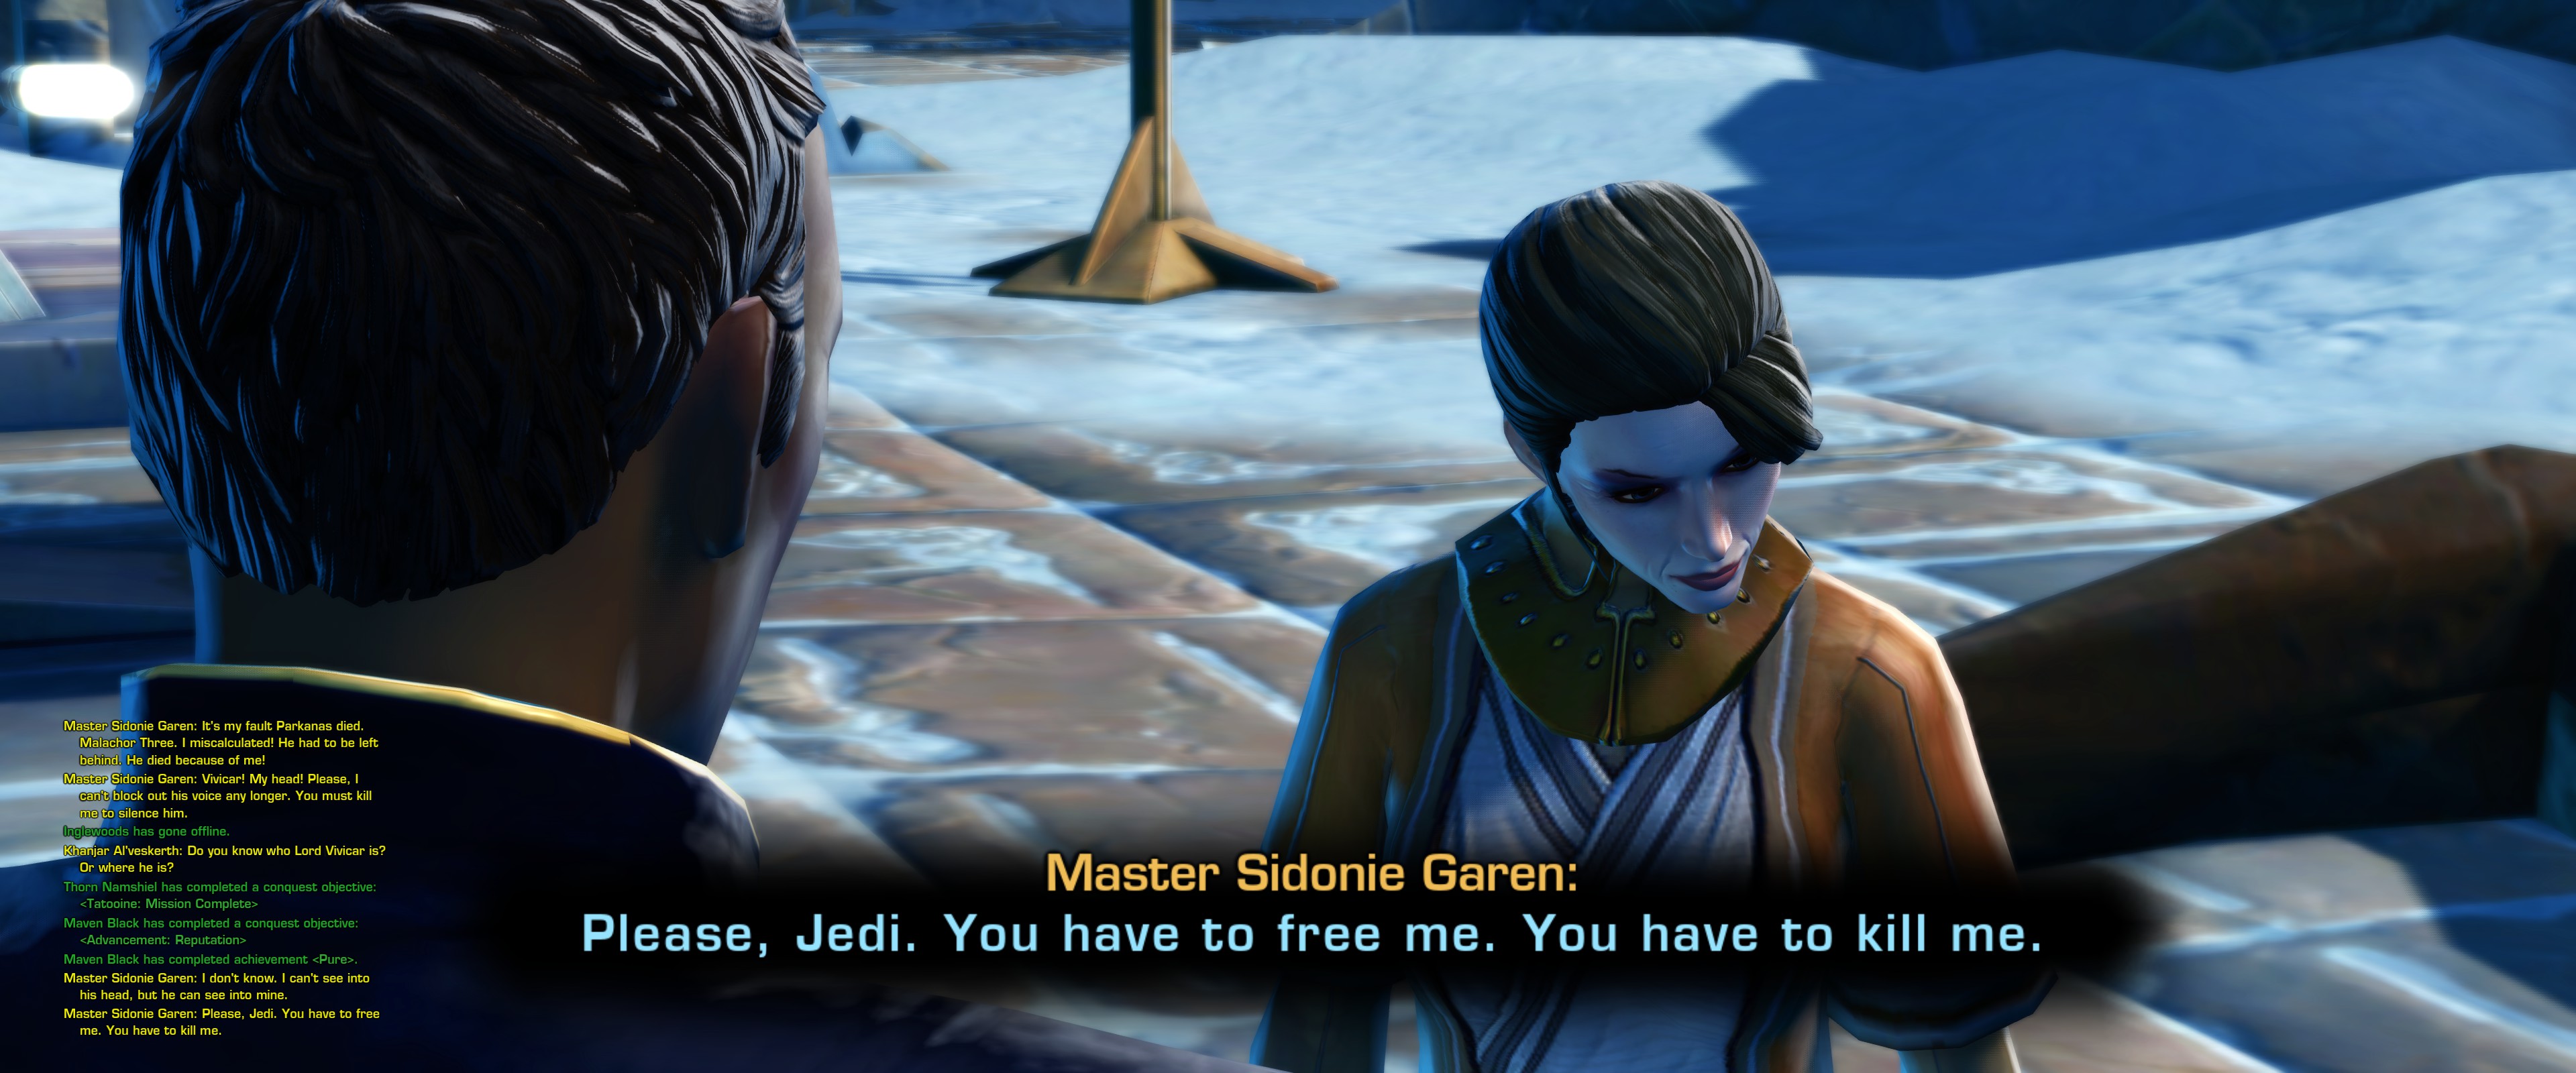 Master Sidonie Garen: It's my fault Parkanas died.
Malachor Three. I miscalculated! He had to be left
behind. He died because of me!
Master Sidonie Garen: Vivicar! My head! Please, I
can't block out his voice any longer. You must kill
me to silence him.
Inglewoods has gone offline.
Khanjar Al'veskerth: Do you know who Lord Vivicar is?
Or where he is?
Thorn Namshiel has completed a conquest objective:
<Tatooine: Mission Complete>
Maven Black has completed a conquest objective:
<Advancement: Reputation>
Maven Black has completed achievement <Pure>.
Master Sidonie Garen: I don't know. I can't see into
his head, but he can see into mine.
Master Sidonie Garen: Please, Jedi. You have to free
me. You have to kill me.
Master Sidonie Garen:
Please, Jedi. You have to free me. You have to kill me.